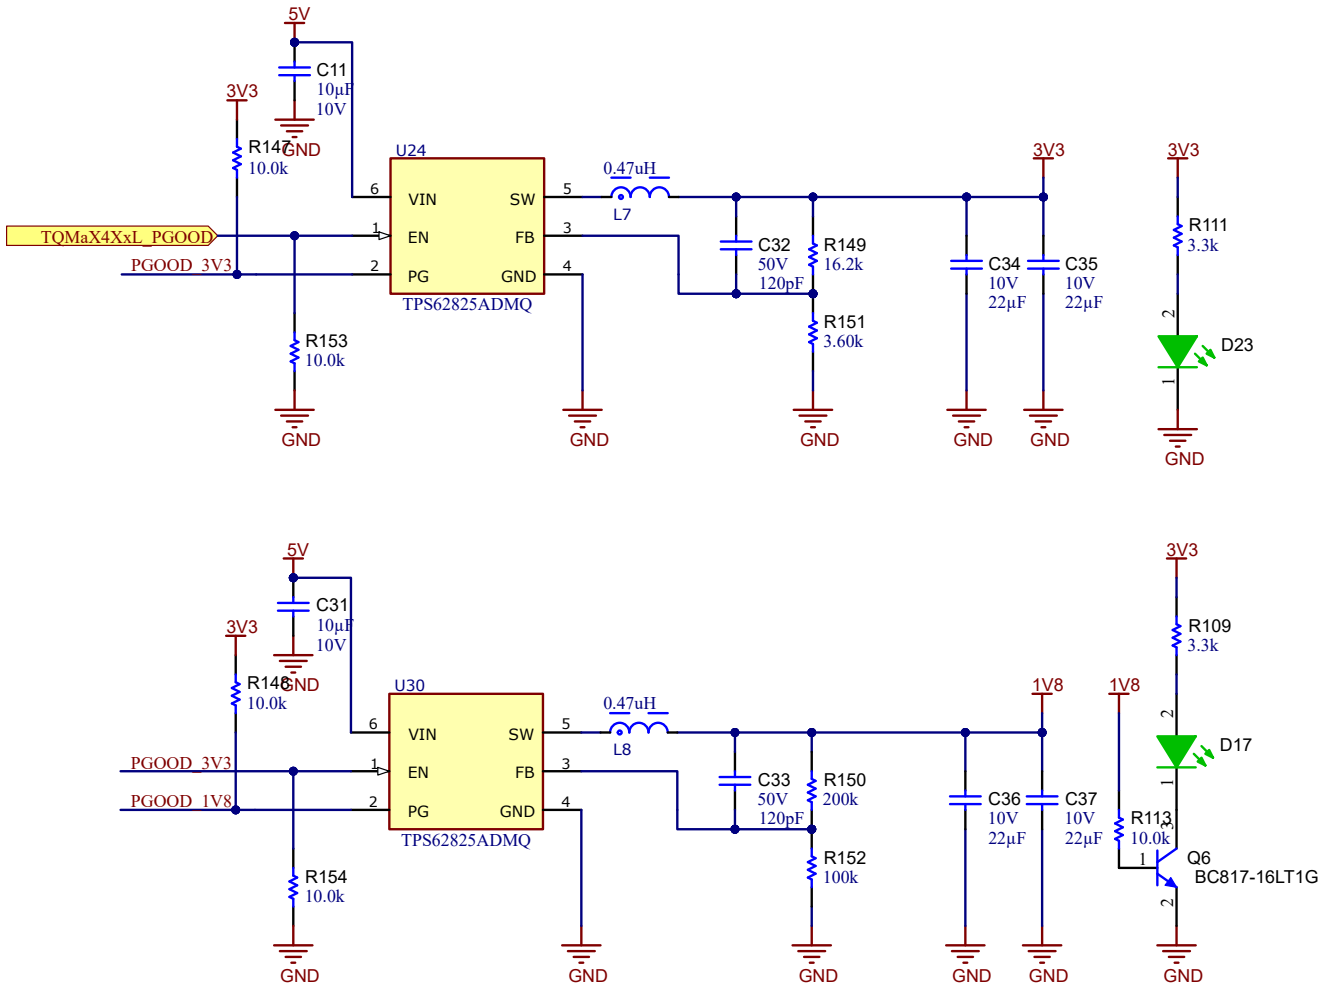 5V
C11
10µF
10V
GND
3V3
R147
10.0k
TQMaX4XxL_PGOOD
PGOOD_3V3
R153
10.0k
GND
U24
6 VIN SW 5
1 EN FB 3
2 PG GND 4
TPS62825ADMQ
GND
0.47uH
L7
C32
50V
120pF
R149
16.2k
R151
3.60k
GND
3V3
C34
10V
22µF
GND
C35
10V
22µF
GND
3V3
R111
3.3k
2
D23
1
GND
5V
C31
10µF
10V
GND
3V3
R148
10.0k
PGOOD_3V3
PGOOD_1V8
R154
10.0k
GND
U30
6 VIN SW 5
1 EN FB 3
2 PG GND 4
TPS62825ADMQ
GND
0.47uH
L8
C33
50V
120pF
R150
200k
R152
100k
GND
1V8
C36
10V
22µF
GND
C37
10V
22µF
GND
3V3
R109
3.3k
2
D17
1
1V8
R113
10.0k
3
1
Q6
BC817-16LT1G
2
GND